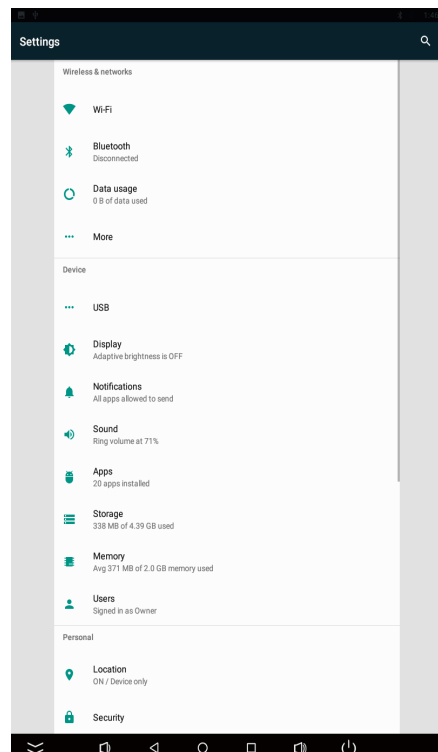 Settings
Wireless & networks
Wi-Fi
Bluetooth
Disconnected
Data usage
0 B of data used
More
Device
USB
Display
Adaptive brightness is OFF
Notifications
All apps allowed to send
Sound
Ring volume at 71%
Apps
20 apps installed
Storage
338 MB of 4.39 GB used
Memory
Avg 371 MB of 2.0 GB memory used
Users
Signed in as Owner
Personal
Location
ON / Device only
Security